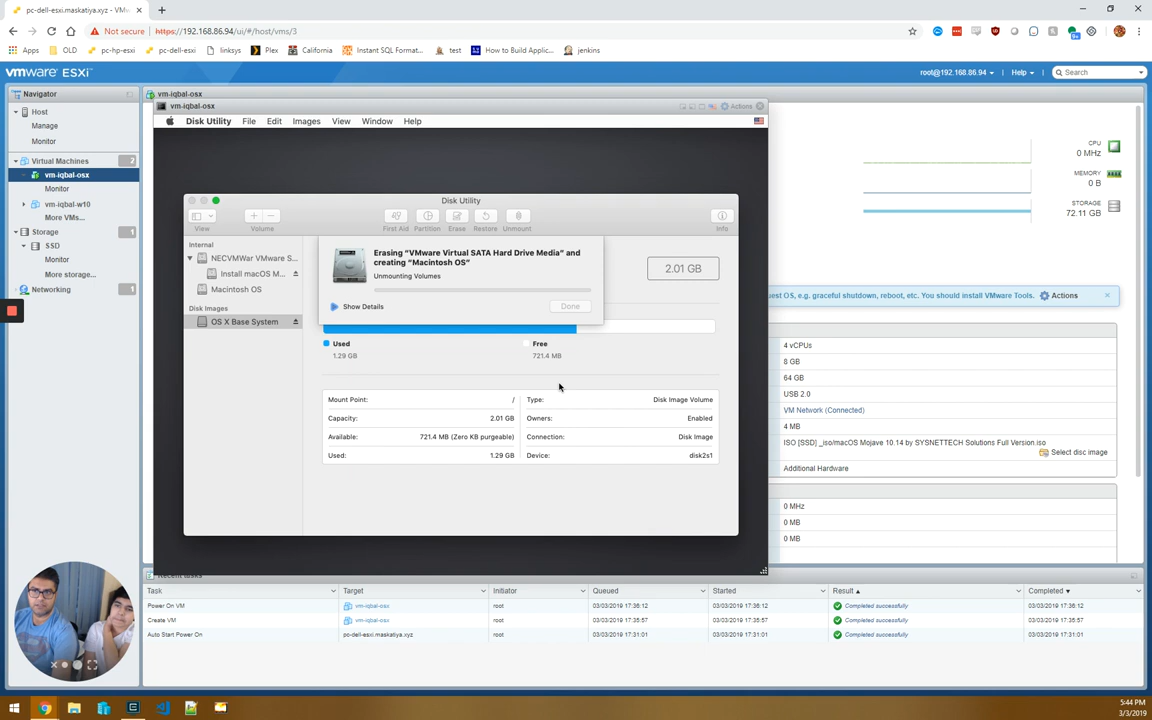 pc-dell-esxi.maskatiya.xyz - VMw
Not secure
https://192.168.86.94/ui/#/host/vms/3
Apps
OLD
pc-hp-esxi
pc-dell-esxi
linksys
Plex
California
Instant SQL Format...
test
How to Build Applic...
jenkins
vmware ESXi™
root@192.168.86.94
Help
Search
Navigator
vm-iqbal-osx
Host
Manage
Monitor
Virtual Machines
2
vm-iqbal-osx
Monitor
vm-iqbal-w10
More VMs...
Storage
1
SSD
Monitor
More storage...
Networking
1
vm-iqbal-osx
Actions
Disk Utility File Edit Images View Window Help
Disk Utility
View
Volume
First Aid
Partition
Erase
Restore
Unmount
Info
Internal
NECVMWar VMware S...
Install macOS M...
Macintosh OS
Disk Images
OS X Base System
Erasing “VMware Virtual SATA Hard Drive Media” and
creating “Macintosh OS”
Unmounting Volumes
Show Details
Done
2.01 GB
Used
1.29 GB
Free
721.4 MB
Mount Point: /
Type: Disk Image Volume
Capacity: 2.01 GB
Owners: Enabled
Available: 721.4 MB (Zero KB purgeable)
Connection: Disk Image
Used: 1.29 GB
Device: disk2s1
CPU
0 MHz
MEMORY
0 B
STORAGE
72.11 GB
uest OS, e.g. graceful shutdown, reboot, etc. You should install VMware Tools.
Actions
4 vCPUs
8 GB
64 GB
USB 2.0
VM Network (Connected)
4 MB
ISO [SSD] _iso/macOS Mojave 10.14 by SYSNETTECH Solutions Full Version.iso
Select disc image
Additional Hardware
0 MHz
0 MB
0 MB
Recent tasks
Task Target Initiator Queued Started Result Completed
Power On VM vm-iqbal-osx root 03/03/2019 17:36:12 03/03/2019 17:36:12 Completed successfully 03/03/2019 17:36:12
Create VM vm-iqbal-osx root 03/03/2019 17:35:57 03/03/2019 17:35:57 Completed successfully 03/03/2019 17:35:57
Auto Start Power On pc-dell-esxi.maskatiya.xyz root 03/03/2019 17:31:01 03/03/2019 17:31:01 Completed successfully 03/03/2019 17:31:01
5:44 PM
3/3/2019